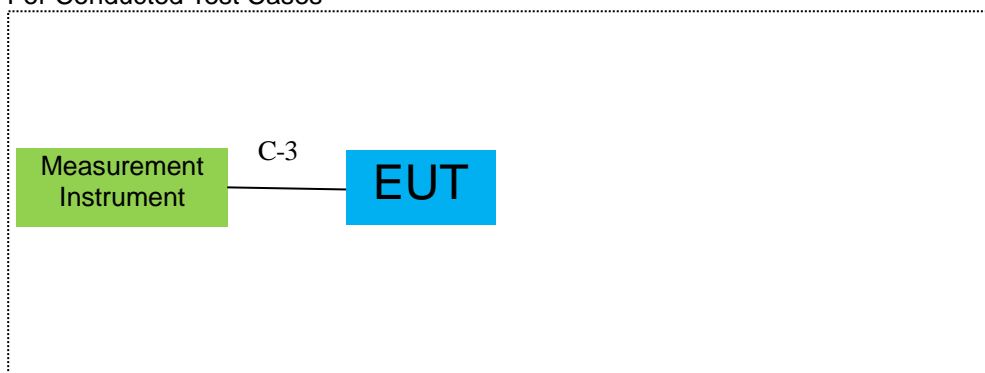 For Conducted Test Cases
C-3
Measurement
Instrument
EUT